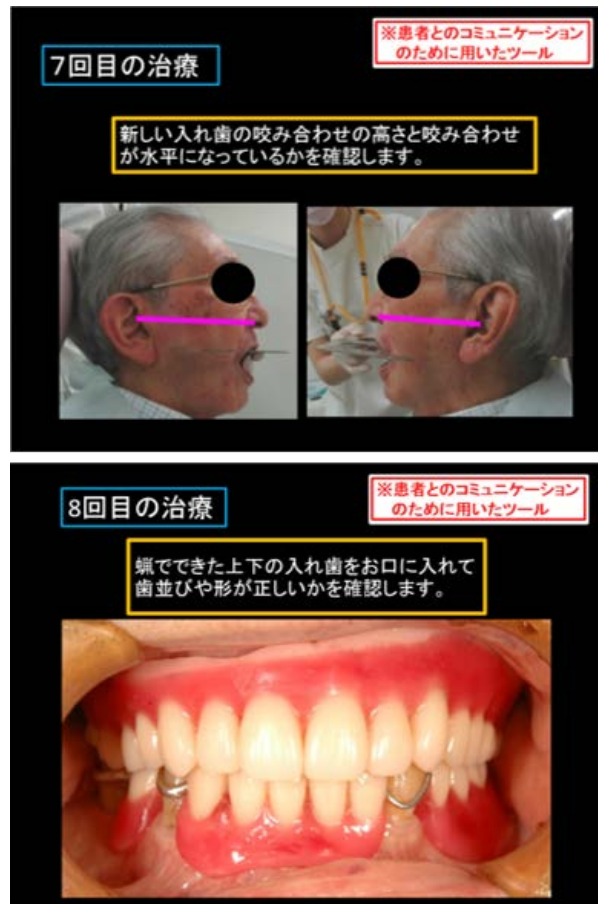 7回目の治療
※患者とのコミュニケーション
のために用いたツール
新しい入れ歯の咬み合わせの高さと咬み合わせ
が水平になっているかを確認します。
8回目の治療
※患者とのコミュニケーション
のために用いたツール
蝋でできた上下の入れ歯をお口に入れて
歯並びや形が正しいかを確認します。